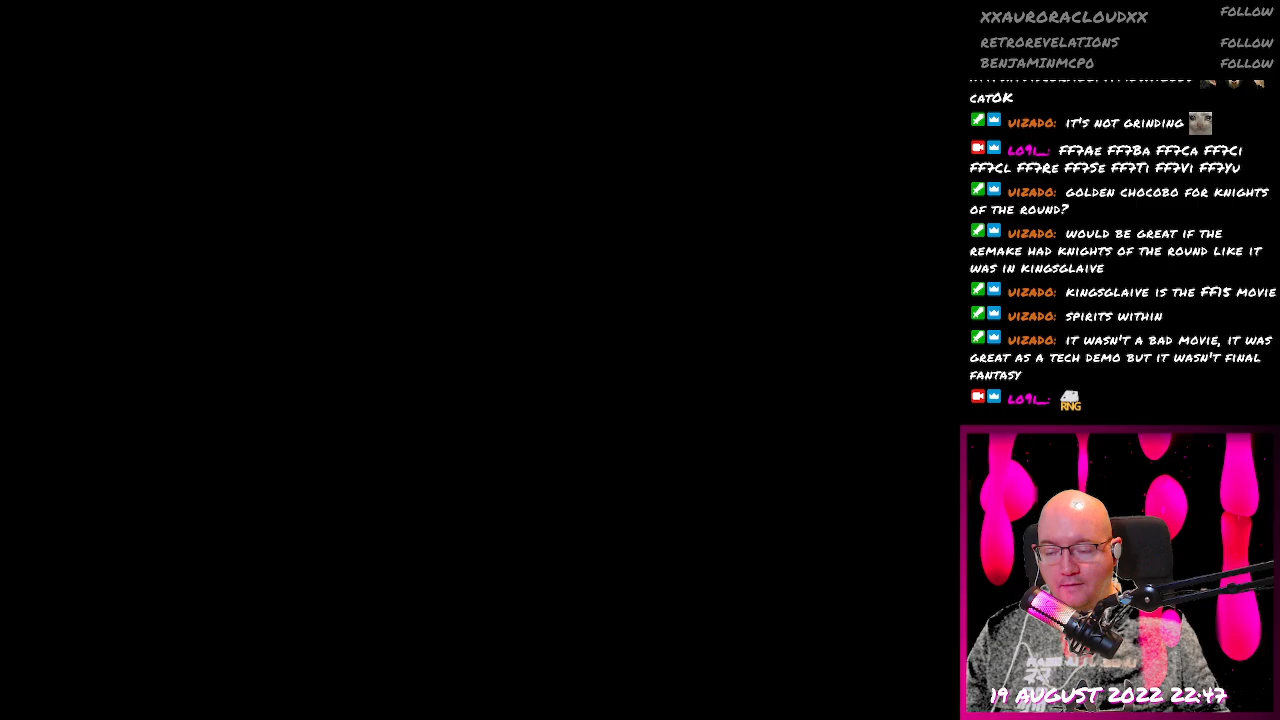 XXAURORACLOUDXX FOLLOW
RETROREVELATIONS FOLLOW
BENJAMINMCPO FOLLOW
CATOK
VIZADO: IT'S NOT GRINDING
LO9I_: FF7AE FF7BA FF7CA FF7CI
FF7CL FF7RE FF7SE FF7TI FF7VI FF7YU
VIZADO: GOLDEN CHOCOBO FOR KNIGHTS
OF THE ROUND?
VIZADO: WOULD BE GREAT IF THE
REMAKE HAD KNIGHTS OF THE ROUND LIKE IT
WAS IN KINGSGLAIVE
VIZADO: KINGSGLAIVE IS THE FF15 MOVIE
VIZADO: SPIRITS WITHIN
VIZADO: IT WASN'T A BAD MOVIE, IT WAS
GREAT AS A TECH DEMO BUT IT WASN'T FINAL
FANTASY
LO9I_: RNG
19 AUGUST 2022 22:47